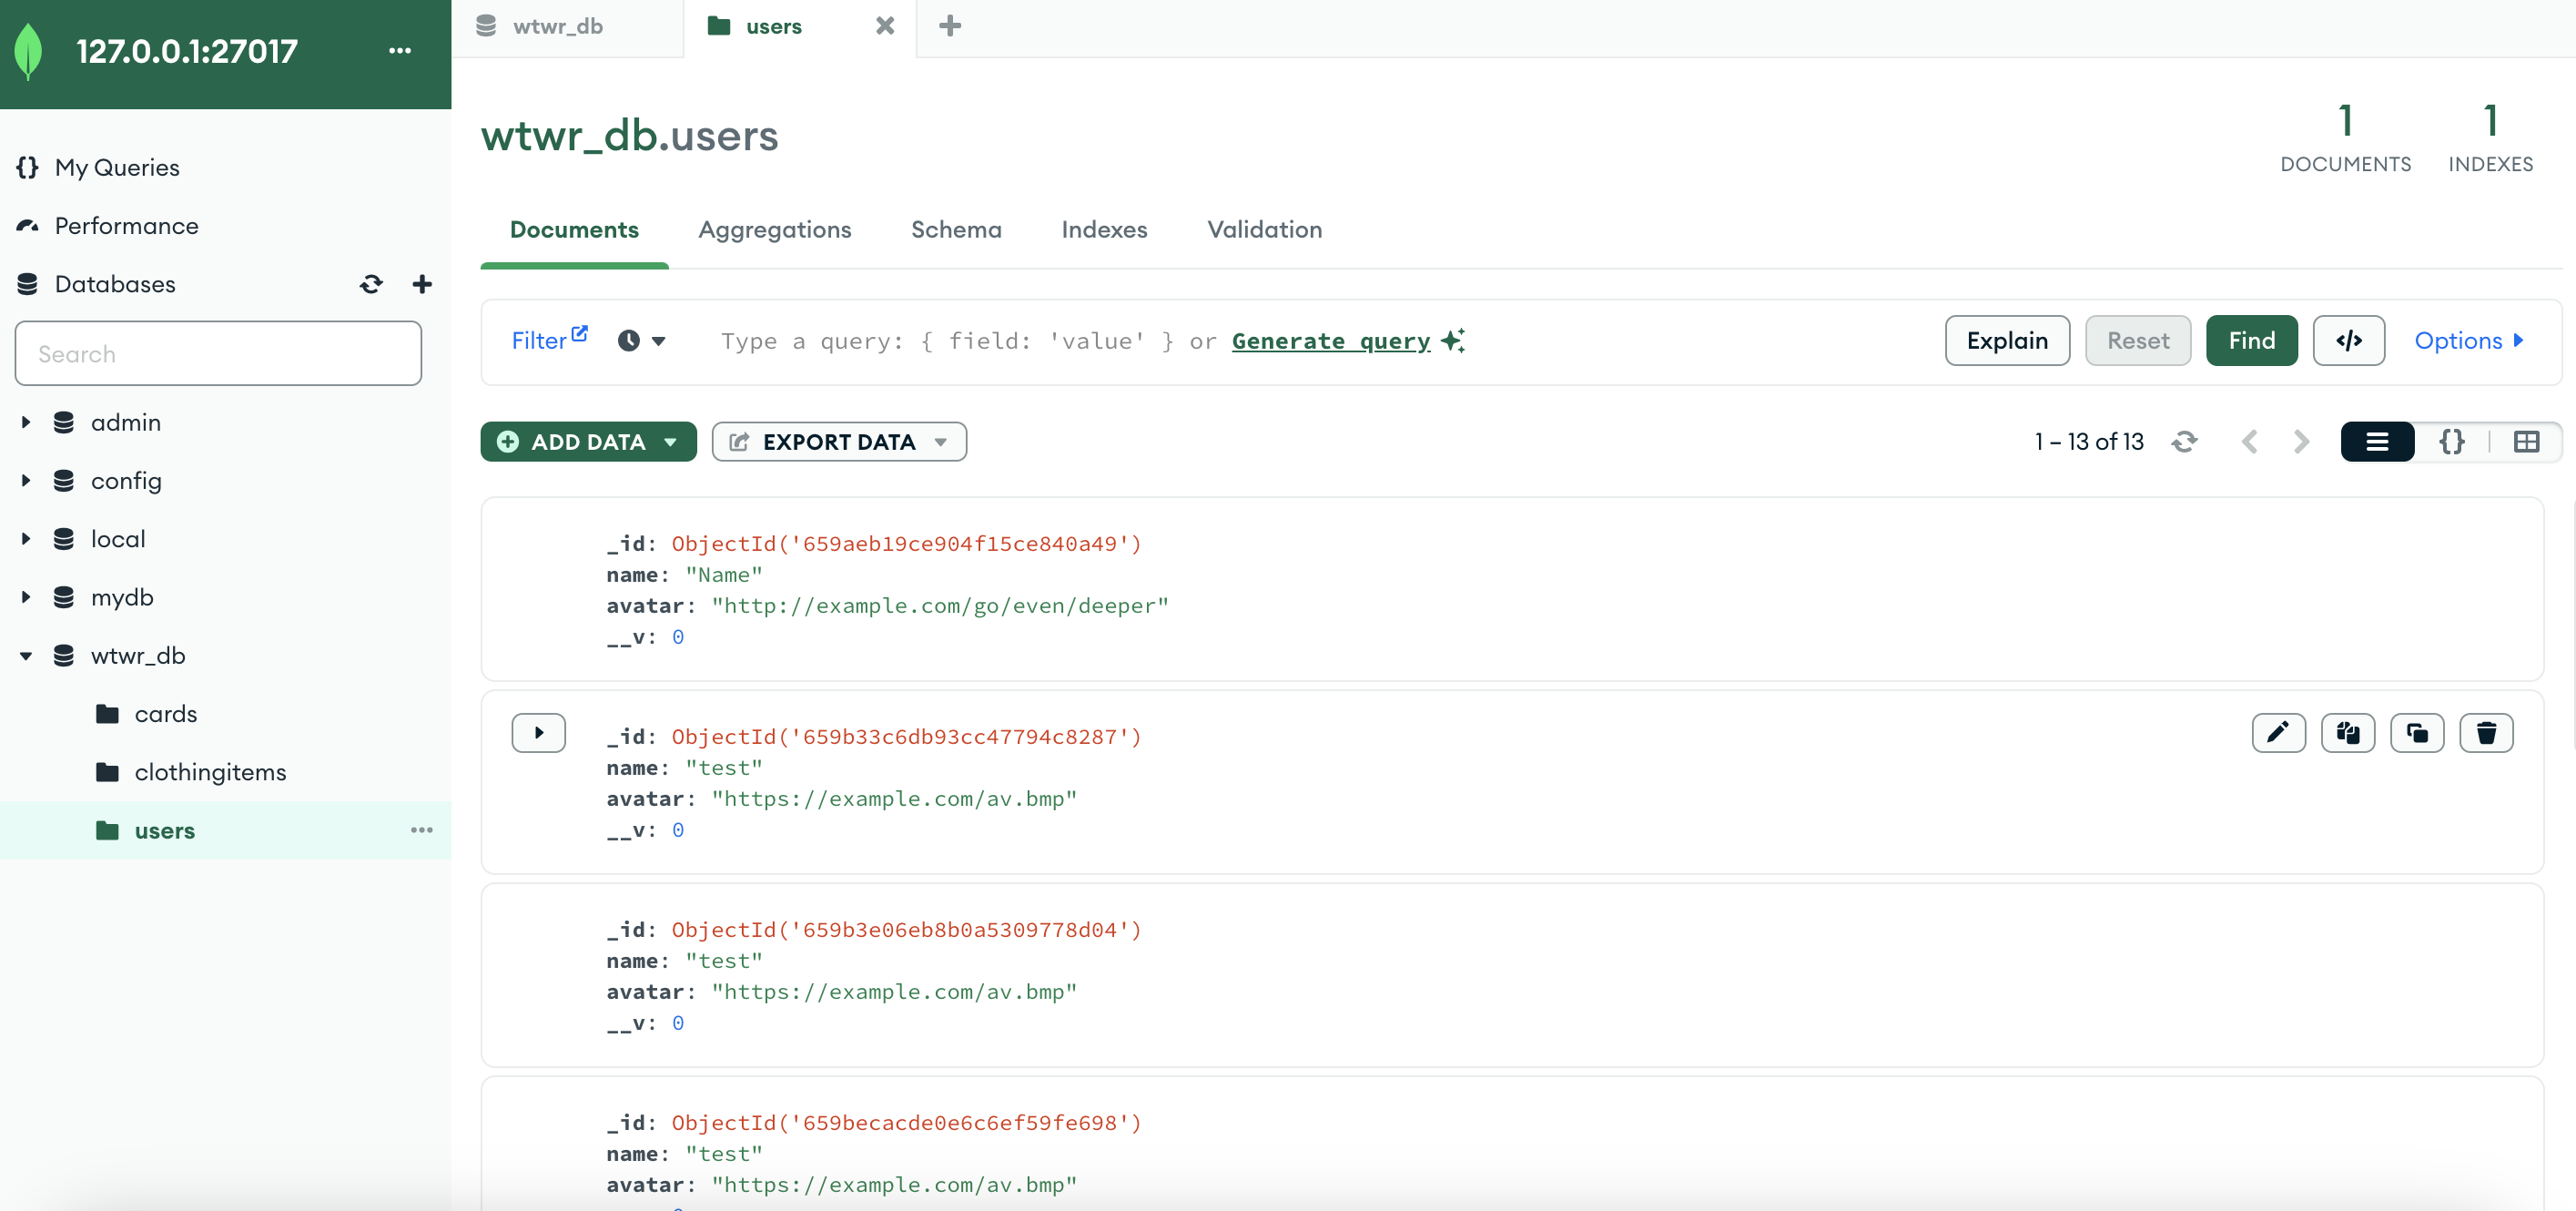 127.0.0.1:27017
My Queries
Performance
Databases
Search
admin
config
local
mydb
wtwr_db
cards
clothingitems
users
wtwr_db
users
wtwr_db.users
1
DOCUMENTS
1
INDEXES
Documents
Aggregations
Schema
Indexes
Validation
Filter
Type a query: { field: 'value' } or Generate query
Explain
Reset
Find
</>
Options
ADD DATA
EXPORT DATA
1 – 13 of 13
{}
_id: ObjectId('659aeb19ce904f15ce840a49')
name: "Name"
avatar: "http://example.com/go/even/deeper"
__v: 0
_id: ObjectId('659b33c6db93cc47794c8287')
name: "test"
avatar: "https://example.com/av.bmp"
__v: 0
_id: ObjectId('659b3e06eb8b0a5309778d04')
name: "test"
avatar: "https://example.com/av.bmp"
__v: 0
_id: ObjectId('659becacde0e6c6ef59fe698')
name: "test"
avatar: "https://example.com/av.bmp"